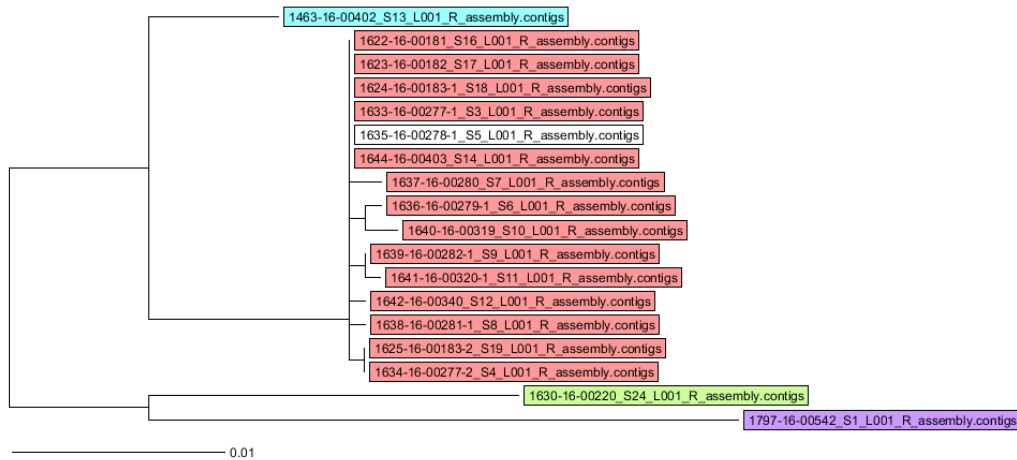 1463-16-00402_S13_L001_R_assembly.contigs
1622-16-00181_S16_L001_R_assembly.contigs
1623-16-00182_S17_L001_R_assembly.contigs
1624-16-00183-1_S18_L001_R_assembly.contigs
1633-16-00277-1_S3_L001_R_assembly.contigs
1635-16-00278-1_S5_L001_R_assembly.contigs
1644-16-00403_S14_L001_R_assembly.contigs
1637-16-00280_S7_L001_R_assembly.contigs
1636-16-00279-1_S6_L001_R_assembly.contigs
1640-16-00319_S10_L001_R_assembly.contigs
1639-16-00282-1_S9_L001_R_assembly.contigs
1641-16-00320-1_S11_L001_R_assembly.contigs
1642-16-00340_S12_L001_R_assembly.contigs
1638-16-00281-1_S8_L001_R_assembly.contigs
1625-16-00183-2_S19_L001_R_assembly.contigs
1634-16-00277-2_S4_L001_R_assembly.contigs
1630-16-00220_S24_L001_R_assembly.contigs
1797-16-00542_S1_L001_R_assembly.contigs
0.01